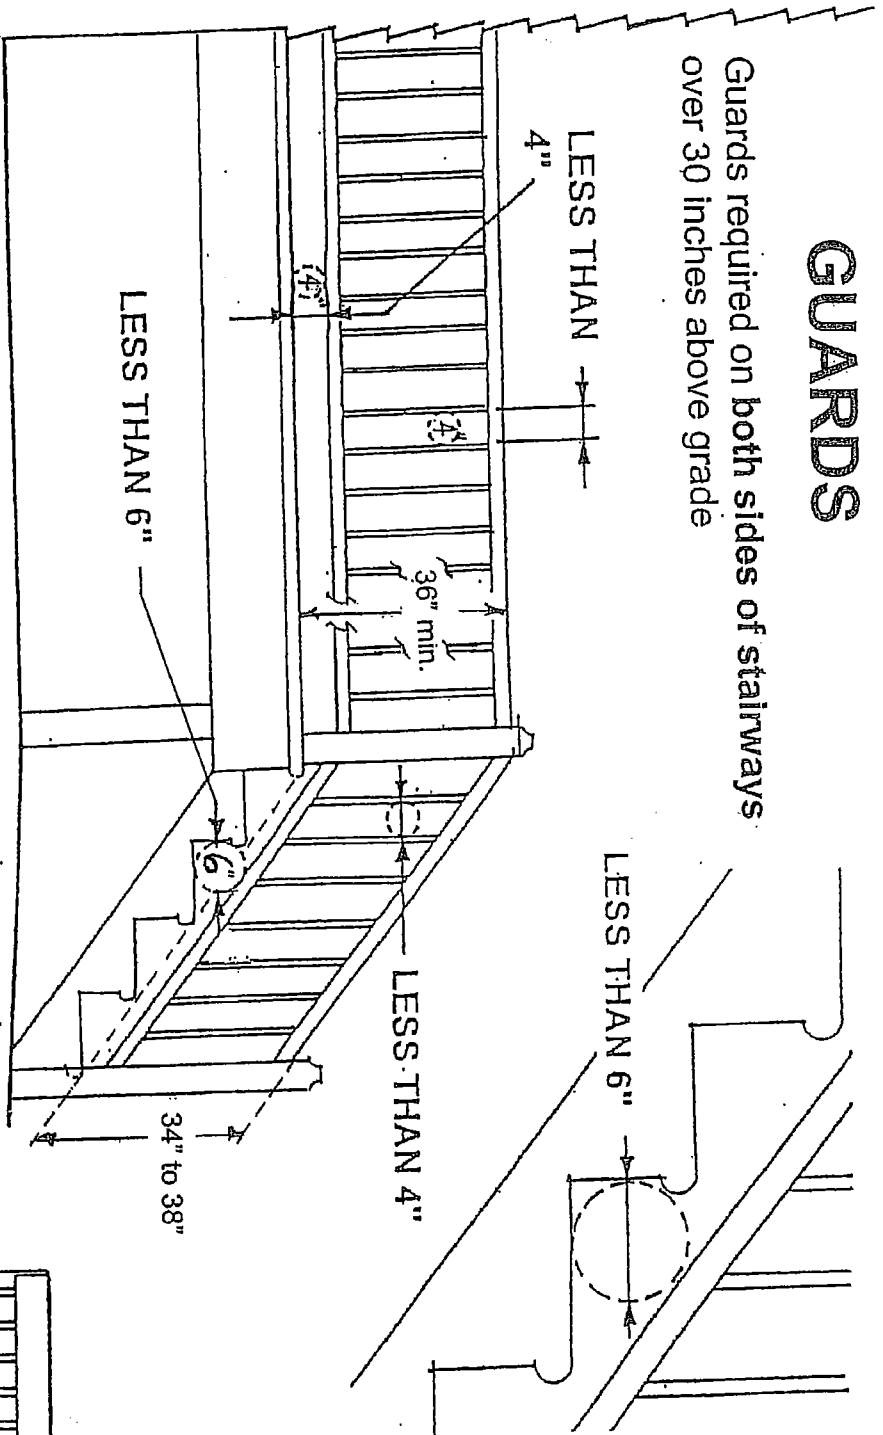 GUARDS
Guards required on both sides of stairways
over 30 inches above grade
LESS THAN
4"
4"
4"
36" min.
LESS THAN 6"
6"
LESS THAN 4"
34" to 38"
LESS THAN 6"